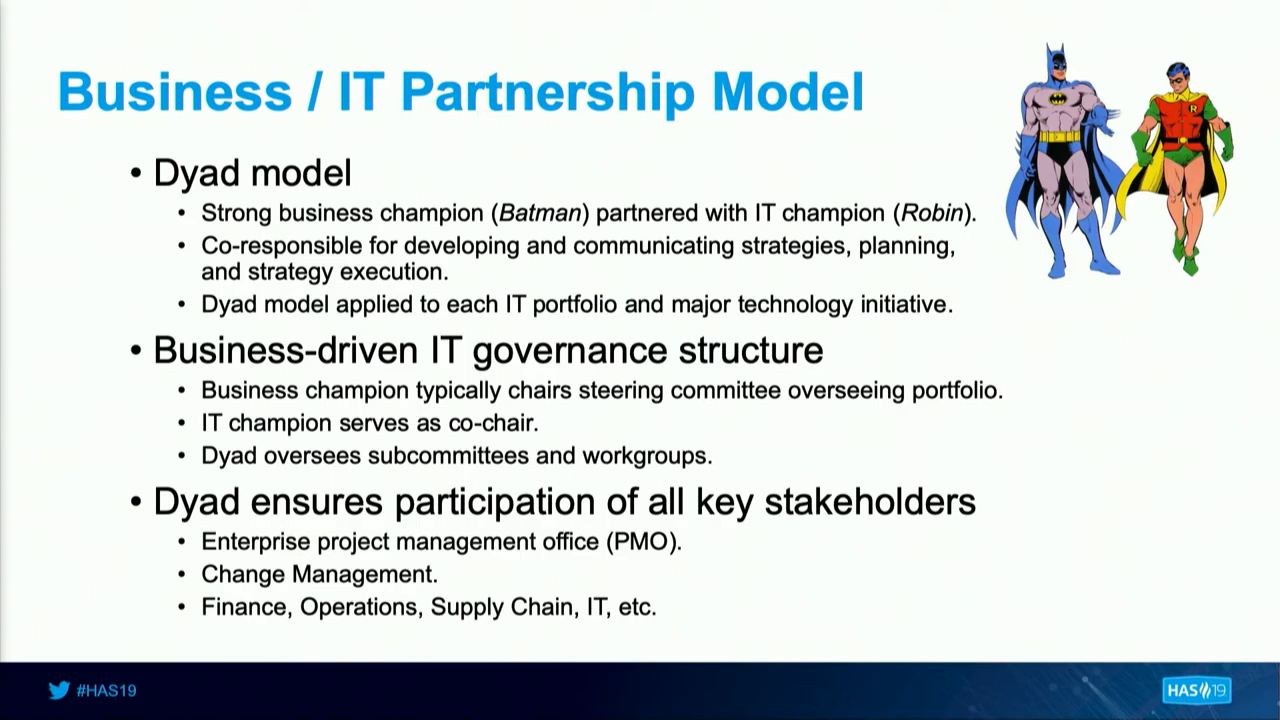 Business / IT Partnership Model
• Dyad model
• Strong business champion (Batman) partnered with IT champion (Robin).
• Co-responsible for developing and communicating strategies, planning,
and strategy execution.
• Dyad model applied to each IT portfolio and major technology initiative.
• Business-driven IT governance structure
• Business champion typically chairs steering committee overseeing portfolio.
• IT champion serves as co-chair.
• Dyad oversees subcommittees and workgroups.
• Dyad ensures participation of all key stakeholders
• Enterprise project management office (PMO).
• Change Management.
• Finance, Operations, Supply Chain, IT, etc.
R
#HAS19
HAS 19